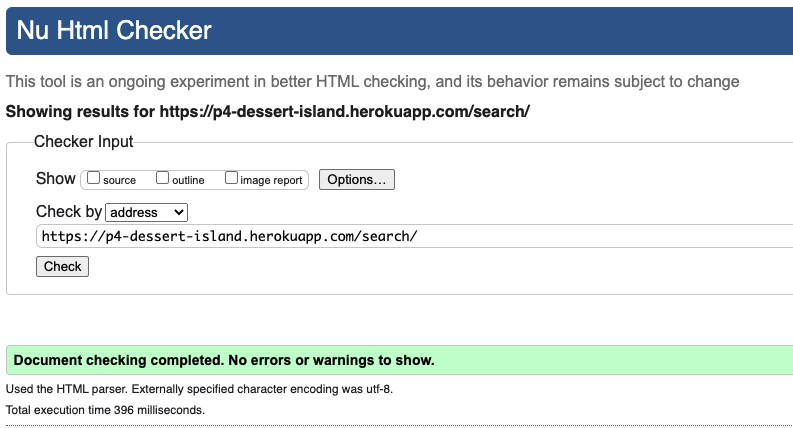 Nu Html Checker
This tool is an ongoing experiment in better HTML checking, and its behavior remains subject to change
Showing results for https://p4-dessert-island.herokuapp.com/search/
Checker Input
Show source outline image report Options...
Check by address
https://p4-dessert-island.herokuapp.com/search/
Check
Document checking completed. No errors or warnings to show.
Used the HTML parser. Externally specified character encoding was utf-8.
Total execution time 396 milliseconds.